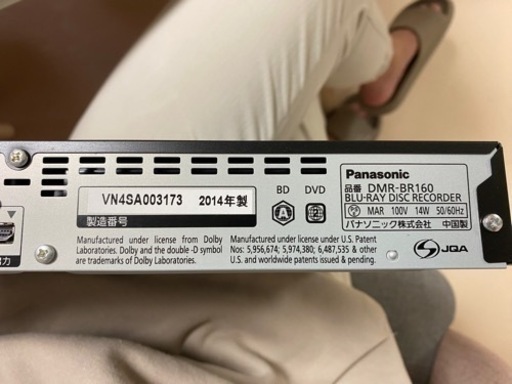 VN4SA003173 2014年製
製造番号
BD DVD
A
2
Manufactured under license from Dolby
Laboratories. Dolby and the double-D symbol
are trademarks of Dolby Laboratories.
Manufactured under license under U.S. Patent
Nos: 5,956,674; 5,974,380; 6,487,535 & other
U.S. and worldwide patents issued & pending.
Panasonic
品番 DMR-BR160
BLU-RAY DISC RECORDER
MAR 100V 14W 50/60Hz
パナソニック株式会社 中国製
JQA
力